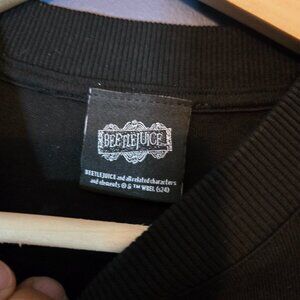 BEETLEJUICE
BEETLEJUICE and all related characters
and elements © & ™ WBEI. (s24)